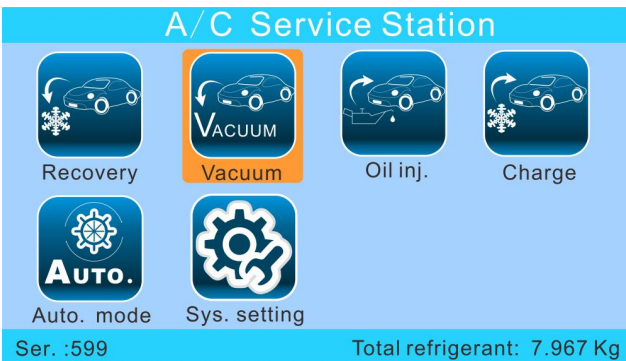 A/C Service Station
VACUUM
Recovery Vacuum Oil inj. Charge
AUTO.
Auto. mode Sys. setting
Ser. :599 Total refrigerant: 7.967 Kg